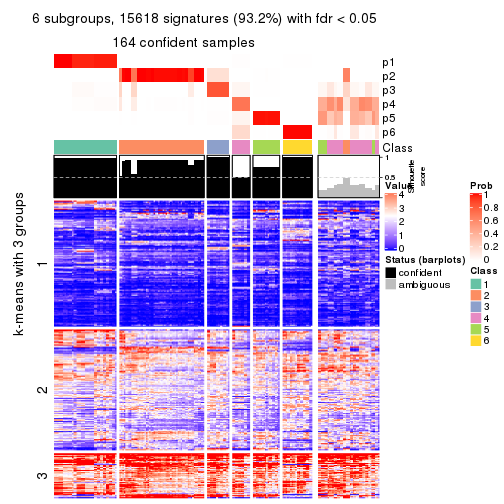 6 subgroups, 15618 signatures (93.2%) with fdr < 0.05
164 confident samples
p1
p2
p3
p4
p5
p6
Class
1
0.5
0
Silhouette
score
k-means with 3 groups
1
2
3
Value
4
3
2
1
0
Status (barplots)
confident
ambiguous
Prob
1
0.8
0.6
0.4
0.2
0
Class
1
2
3
4
5
6